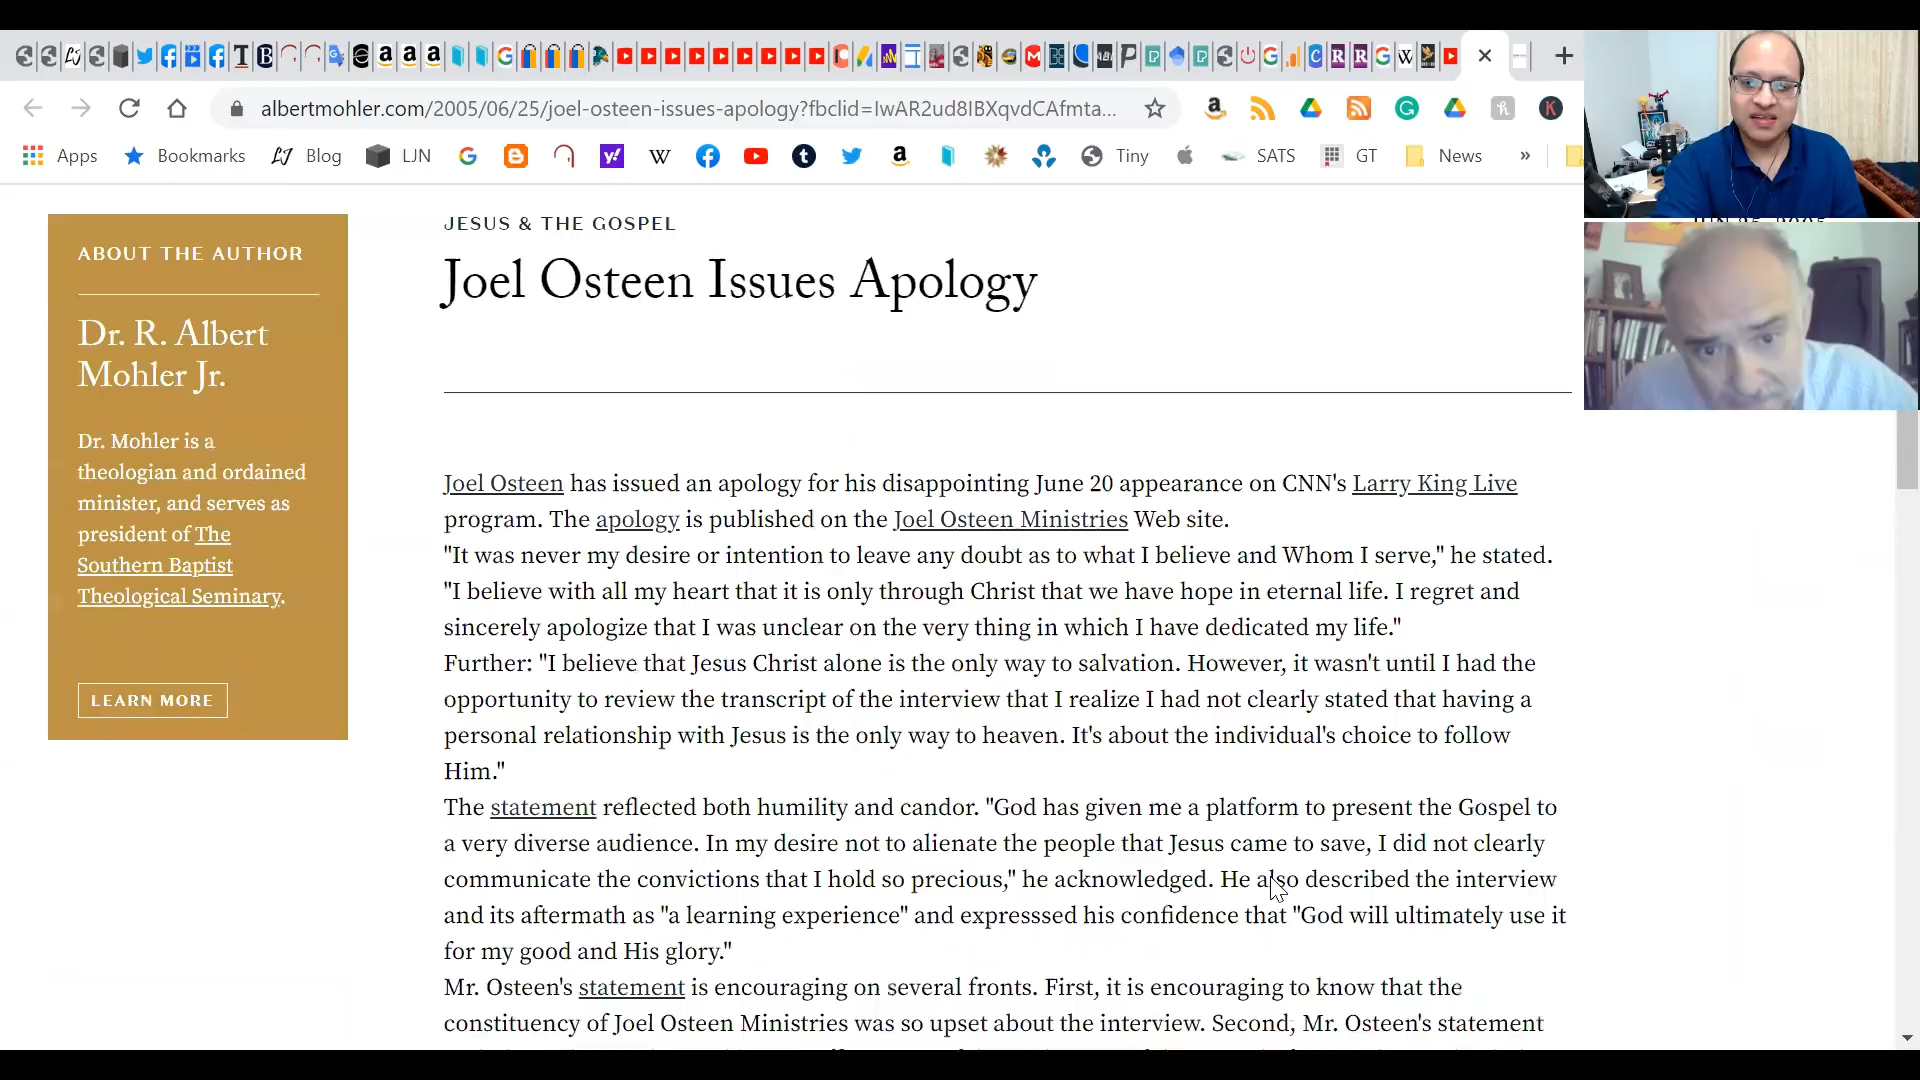 albertmohler.com/2005/06/25/joel-osteen-issues-apology?fbclid=IwAR2ud8IBXqvdCAfmta...
Apps Bookmarks LJ Blog LJN Tiny SATS GT News »
ABOUT THE AUTHOR
Dr. R. Albert
Mohler Jr.
Dr. Mohler is a
theologian and ordained
minister, and serves as
president of The
Southern Baptist
Theological Seminary.
LEARN MORE
JESUS & THE GOSPEL
Joel Osteen Issues Apology
Joel Osteen has issued an apology for his disappointing June 20 appearance on CNN's Larry King Live
program. The apology is published on the Joel Osteen Ministries Web site.
"It was never my desire or intention to leave any doubt as to what I believe and Whom I serve," he stated.
"I believe with all my heart that it is only through Christ that we have hope in eternal life. I regret and
sincerely apologize that I was unclear on the very thing in which I have dedicated my life."
Further: "I believe that Jesus Christ alone is the only way to salvation. However, it wasn't until I had the
opportunity to review the transcript of the interview that I realize I had not clearly stated that having a
personal relationship with Jesus is the only way to heaven. It's about the individual's choice to follow
Him."
The statement reflected both humility and candor. "God has given me a platform to present the Gospel to
a very diverse audience. In my desire not to alienate the people that Jesus came to save, I did not clearly
communicate the convictions that I hold so precious," he acknowledged. He also described the interview
and its aftermath as "a learning experience" and expresssed his confidence that "God will ultimately use it
for my good and His glory."
Mr. Osteen's statement is encouraging on several fronts. First, it is encouraging to know that the
constituency of Joel Osteen Ministries was so upset about the interview. Second, Mr. Osteen's statement